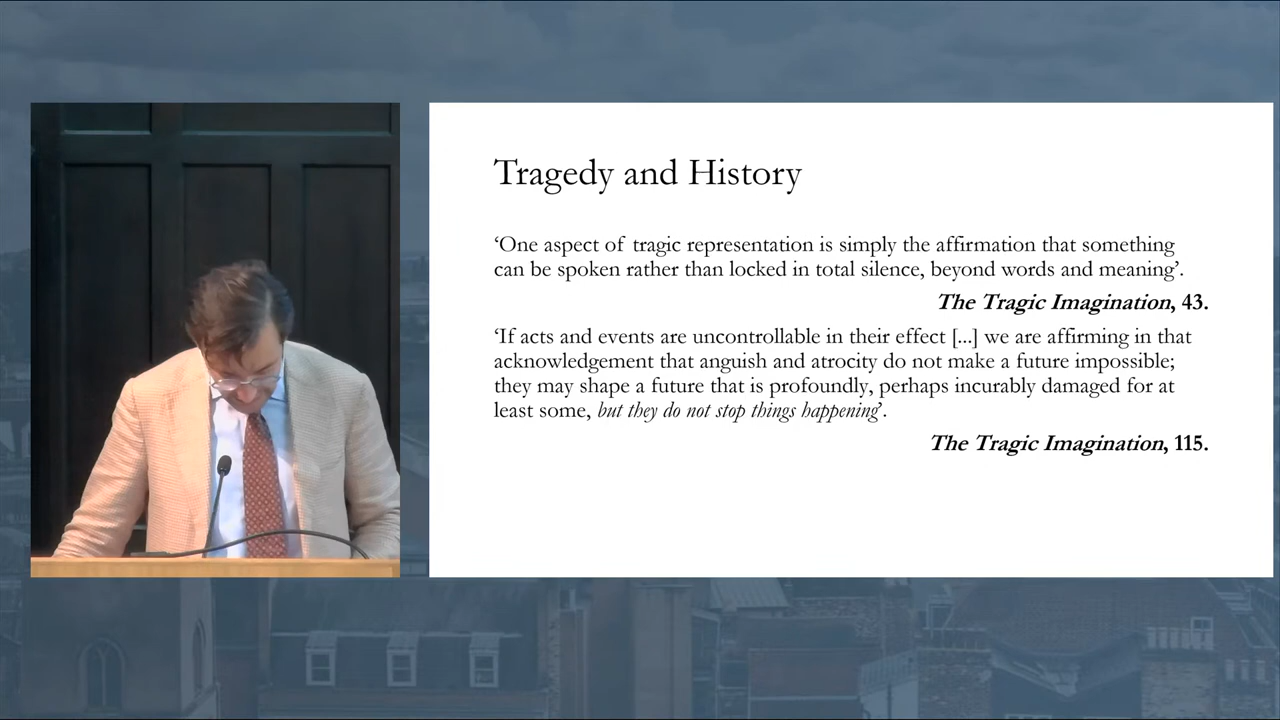 Tragedy and History
‘One aspect of tragic representation is simply the affirmation that something
can be spoken rather than locked in total silence, beyond words and meaning’.
The Tragic Imagination, 43.
‘If acts and events are uncontrollable in their effect [...] we are affirming in that
acknowledgement that anguish and atrocity do not make a future impossible;
they may shape a future that is profoundly, perhaps incurably damaged for at
least some, but they do not stop things happening’.
The Tragic Imagination, 115.